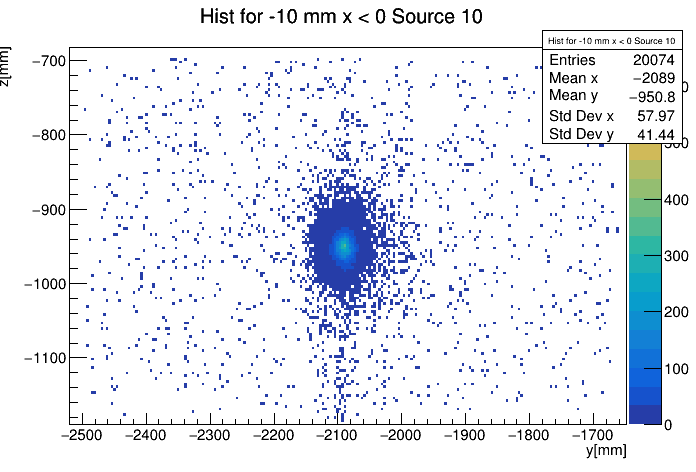 Hist for -10 mm x < 0 Source 10
Hist for -10 mm x < 0 Source 10
Entries 20074
Mean x −2089
Mean y −950.8
Std Dev x 57.97
Std Dev y 41.44
z[mm]
−700
−800
−900
−1000
−1100
400
300
200
100
0
−2500 −2400 −2300 −2200 −2100 −2000 −1900 −1800 −1700
y[mm]